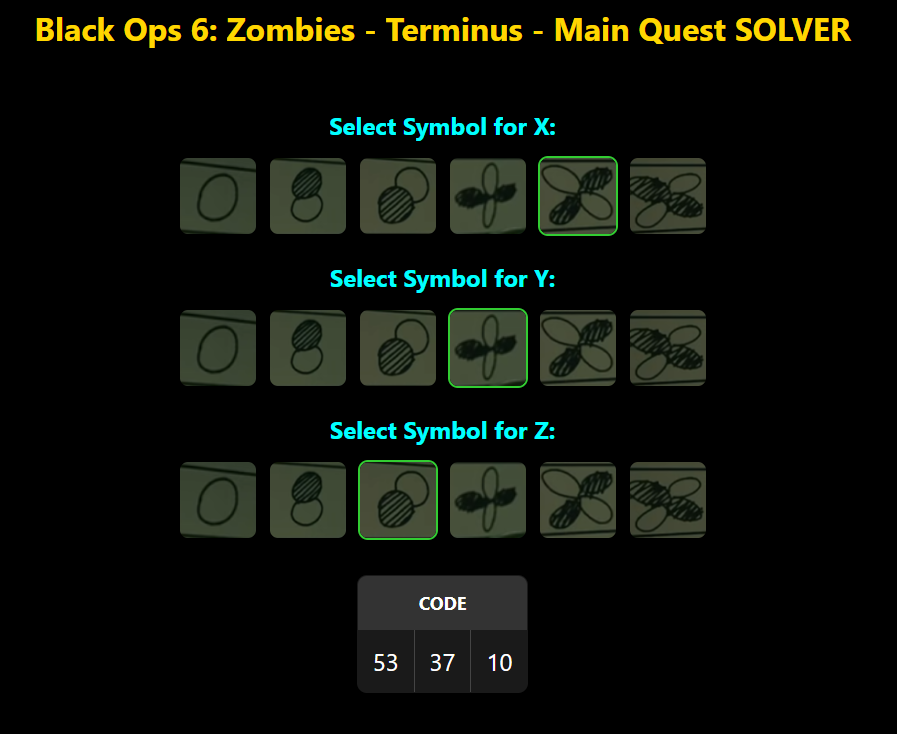 Black Ops 6: Zombies - Terminus - Main Quest SOLVER
Select Symbol for X:
Select Symbol for Y:
Select Symbol for Z:
CODE
53 37 10